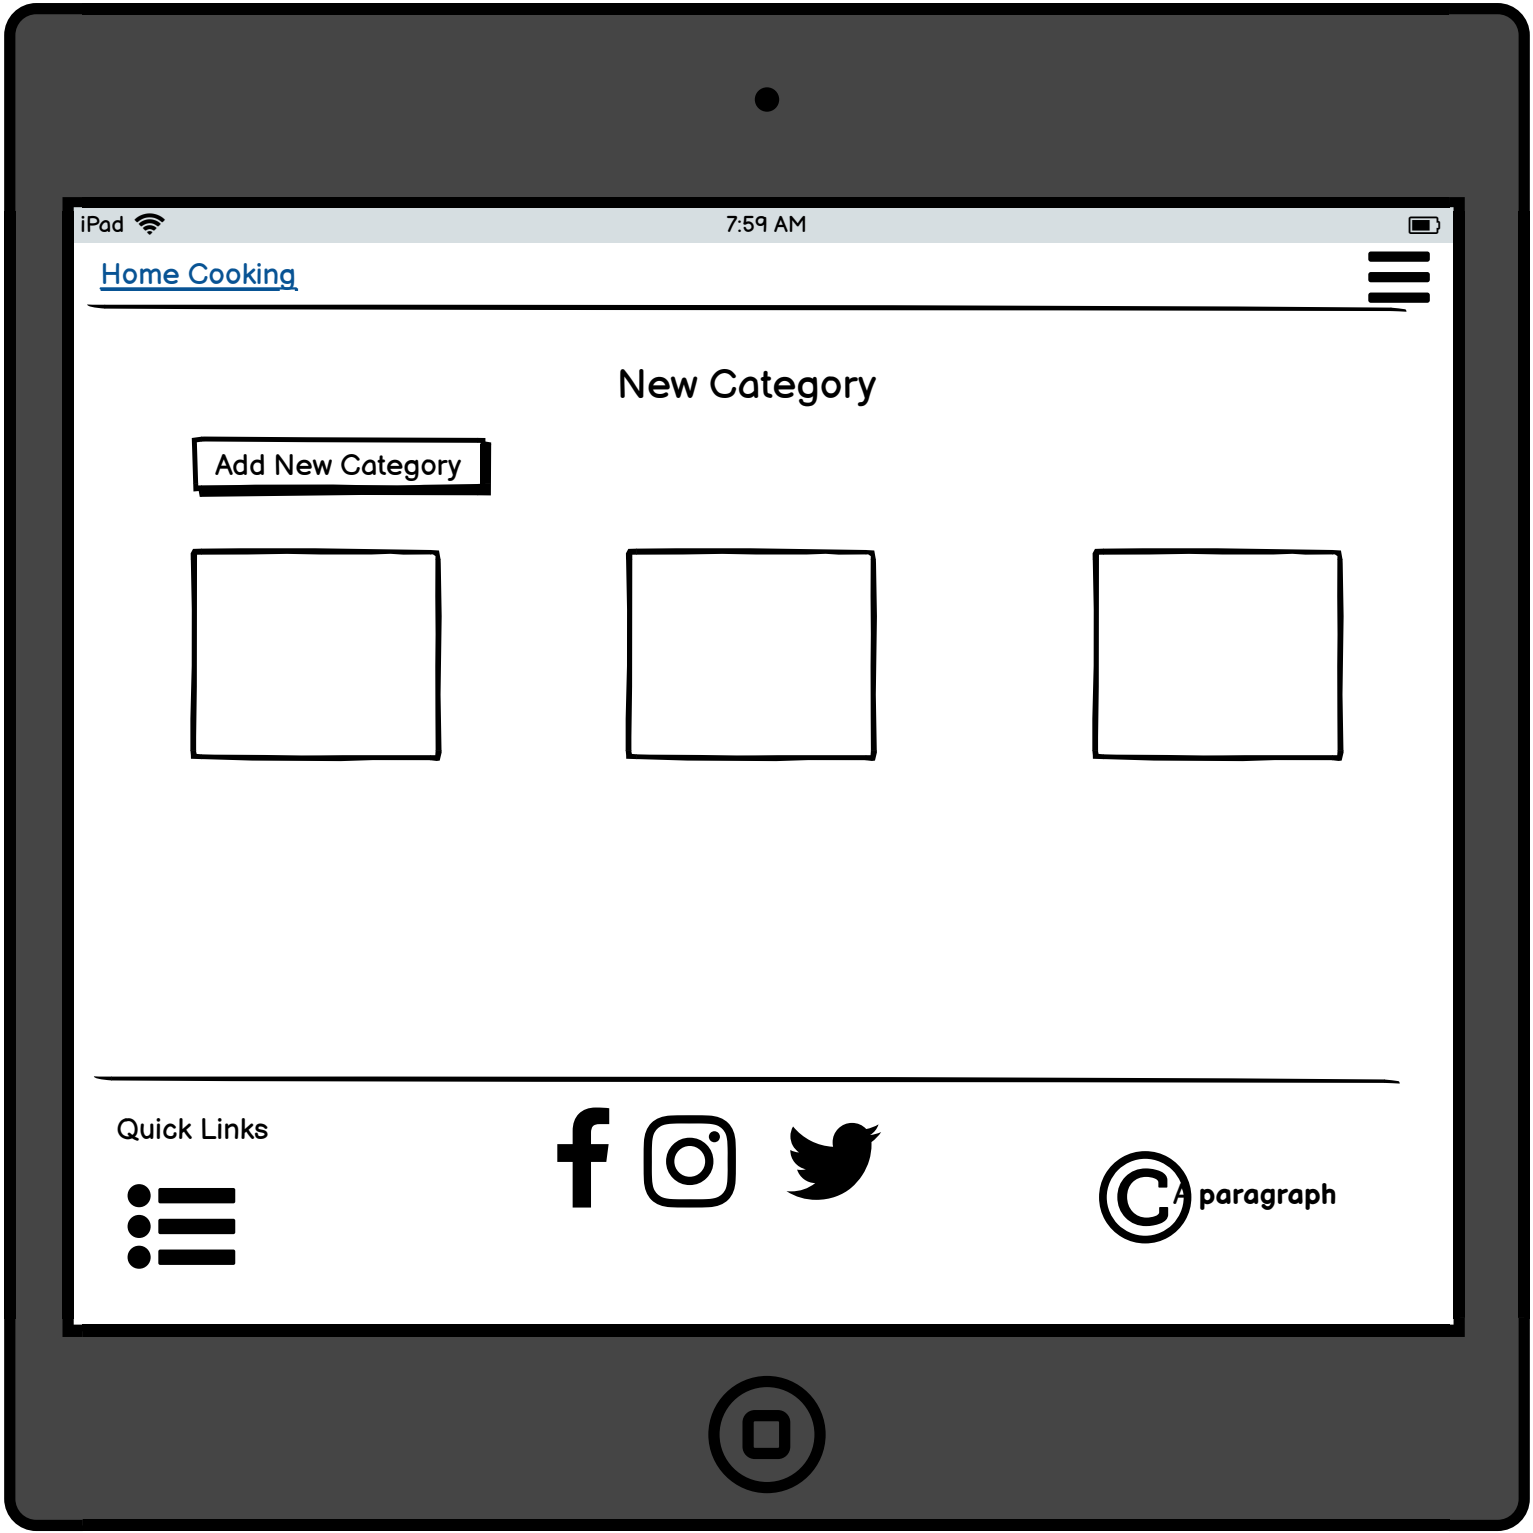 iPad 7:59 AM
Home Cooking
New Category
Add New Category
Quick Links
© A paragraph